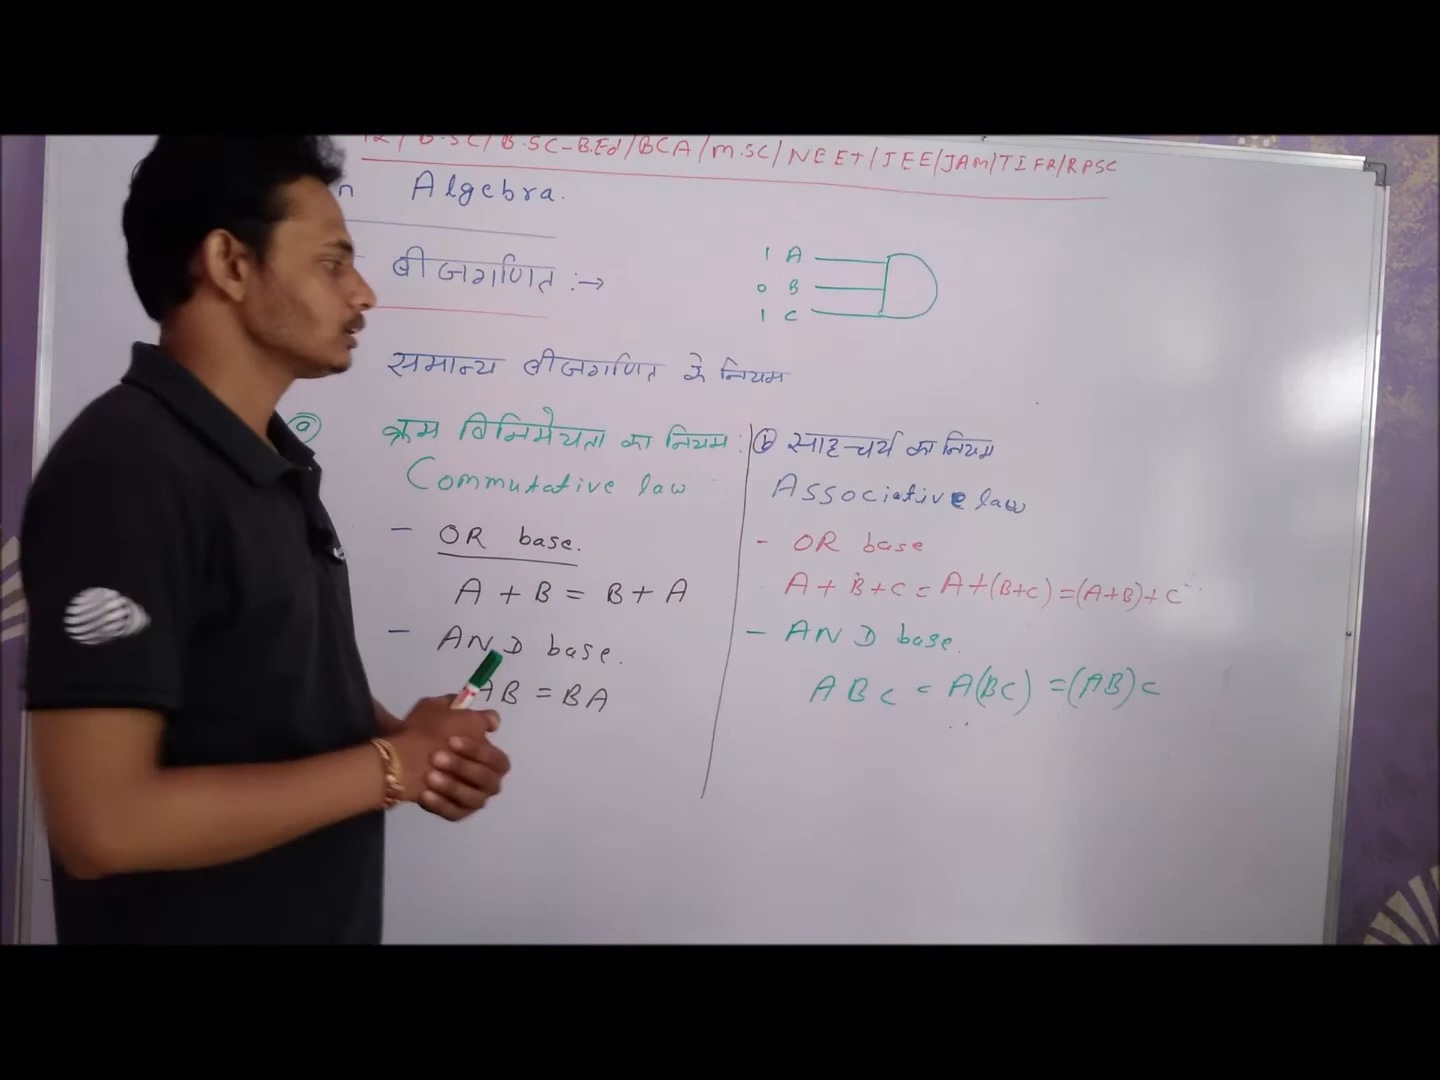 12/B.SC/B.SC-B.Ed/BCA/M.SC/NEET/JEE/JAM/TIFR/RPSC
n Algebra.
बीजगणित :→
1 A
0 B
1 C
समान्य बीजगणित के नियम
(a) क्रम विनिमेयता का नियम:
Commutative law
- OR base.
A + B = B + A
- AND base.
AB = BA
(b) साहचर्य का नियम
Associative law
- OR base
A + B + C = A+(B+C) = (A+B)+C
- AND base.
ABC = A(BC) = (AB)C